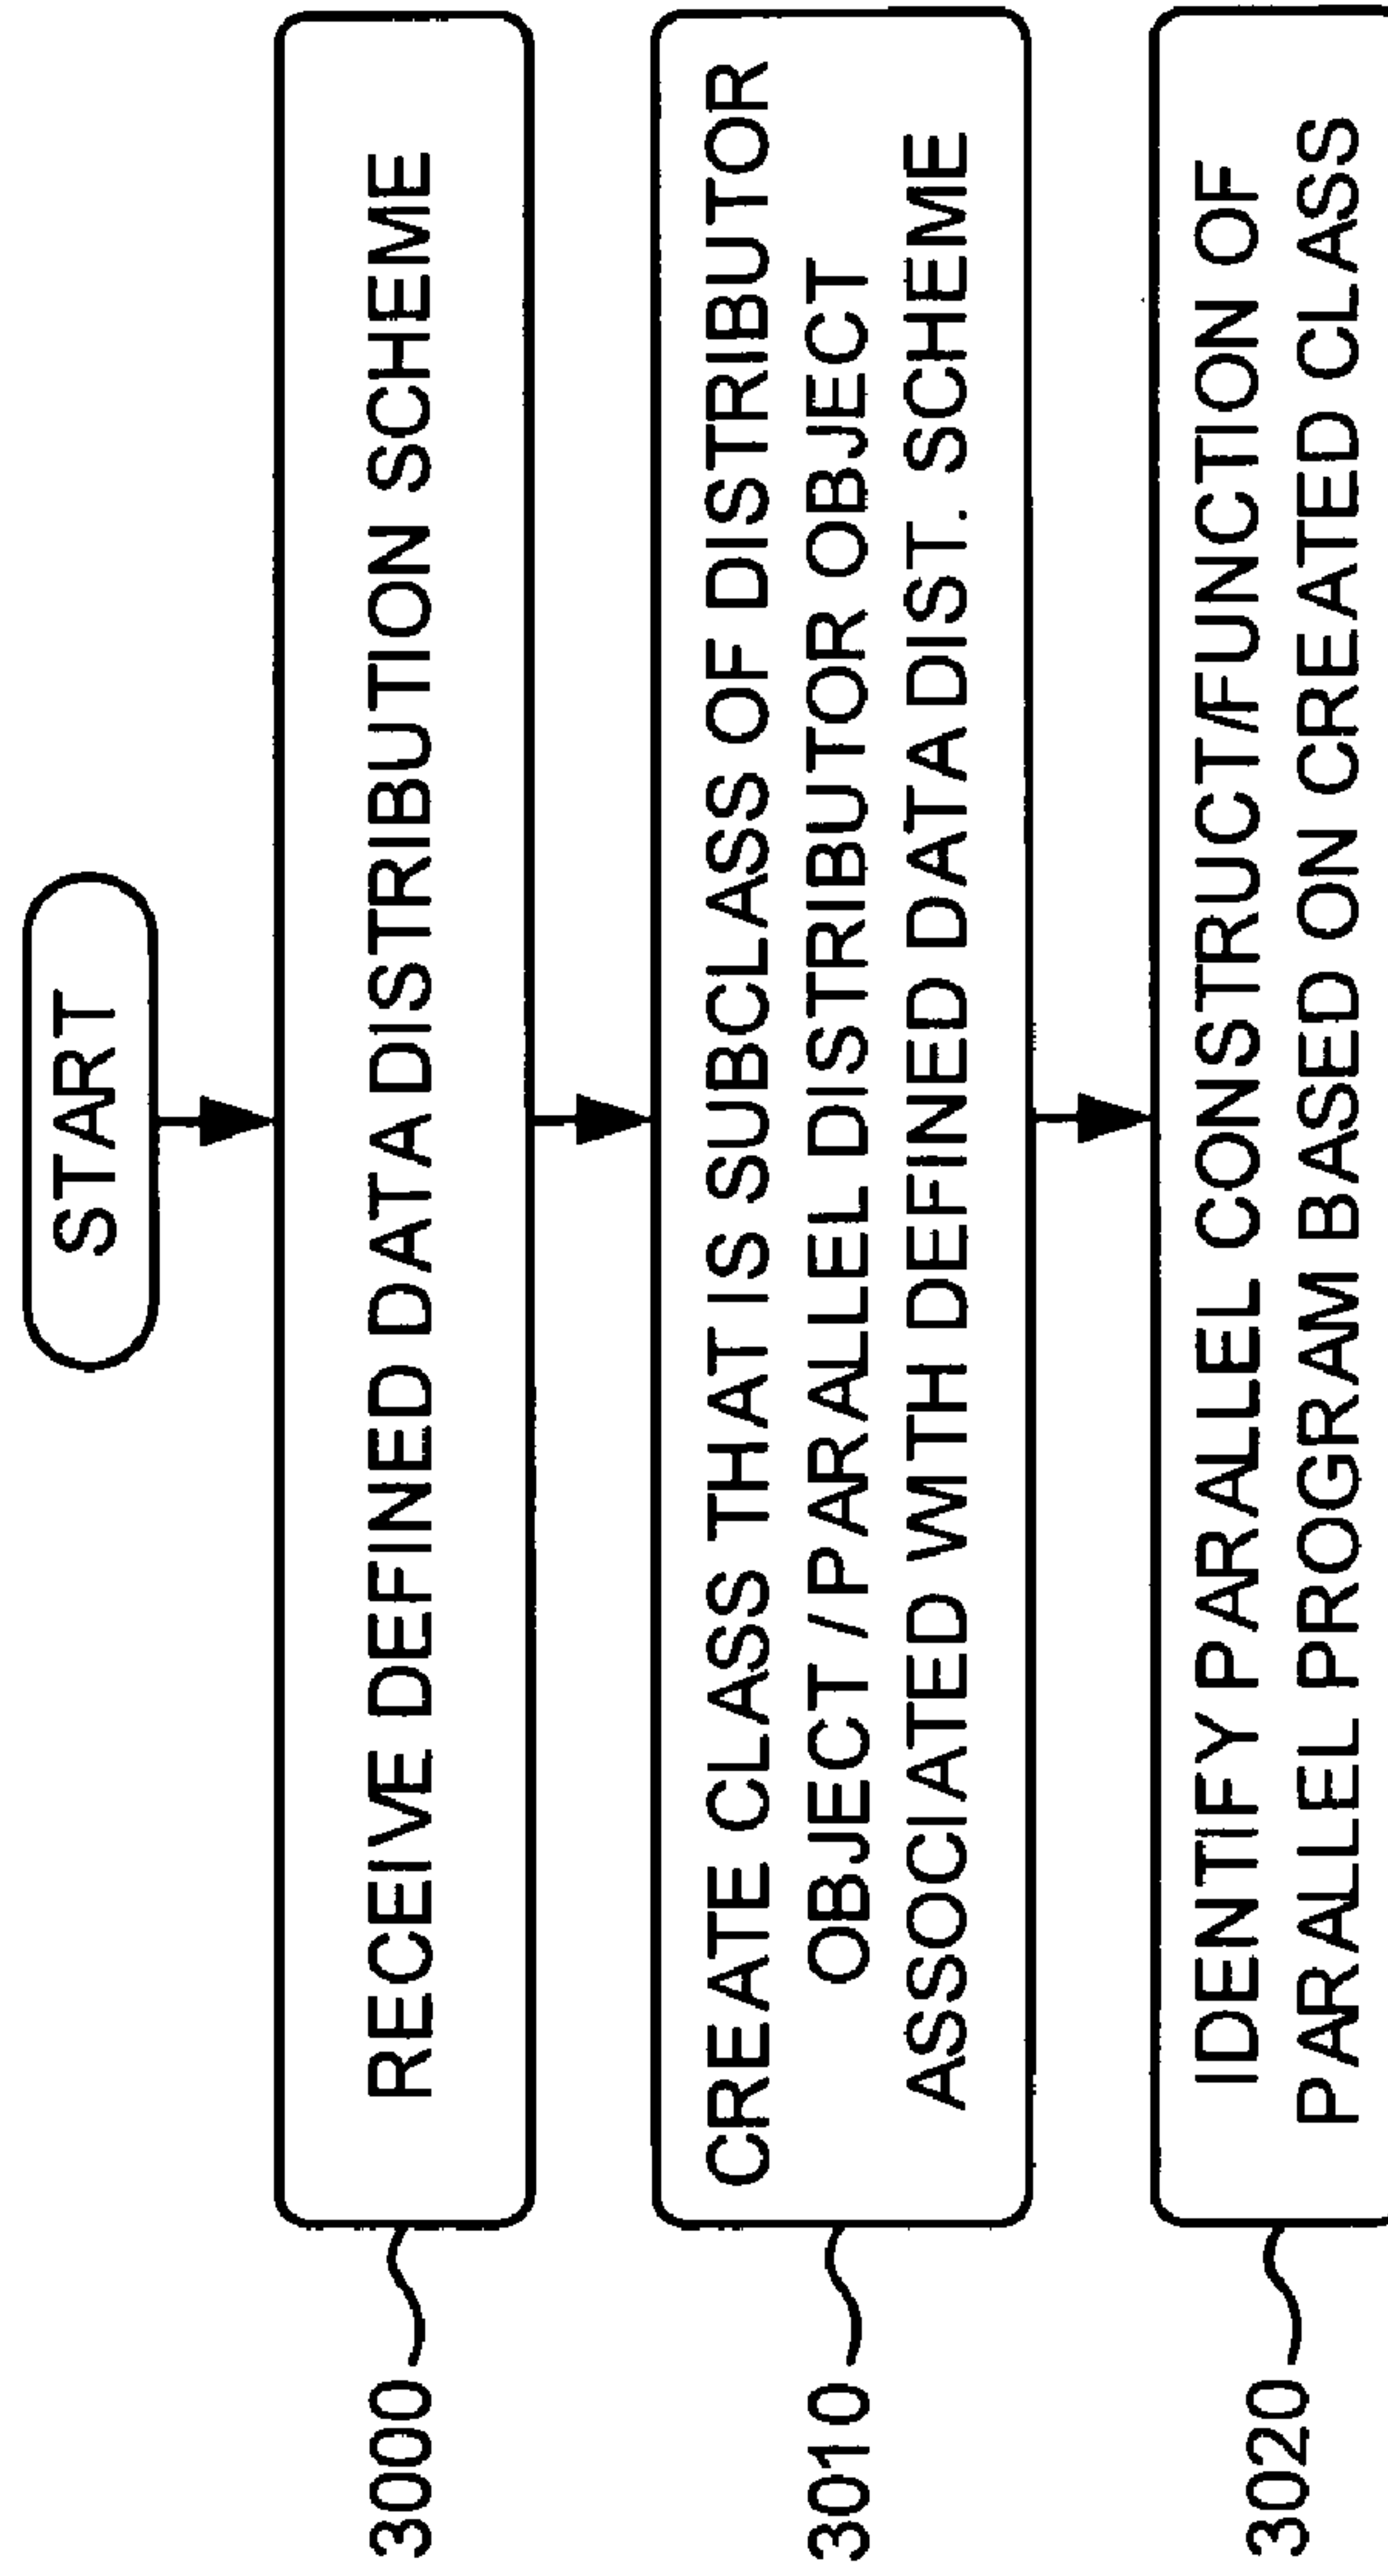 START
RECEIVE DEFINED DATA DISTRIBUTION SCHEME
3000
CREATE CLASS THAT IS SUBCLASS OF DISTRIBUTOR
OBJECT / PARALLEL DISTRIBUTOR OBJECT
ASSOCIATED WITH DEFINED DATA DIST. SCHEME
3010
IDENTIFY PARALLEL CONSTRUCT/FUNCTION OF
PARALLEL PROGRAM BASED ON CREATED CLASS
3020